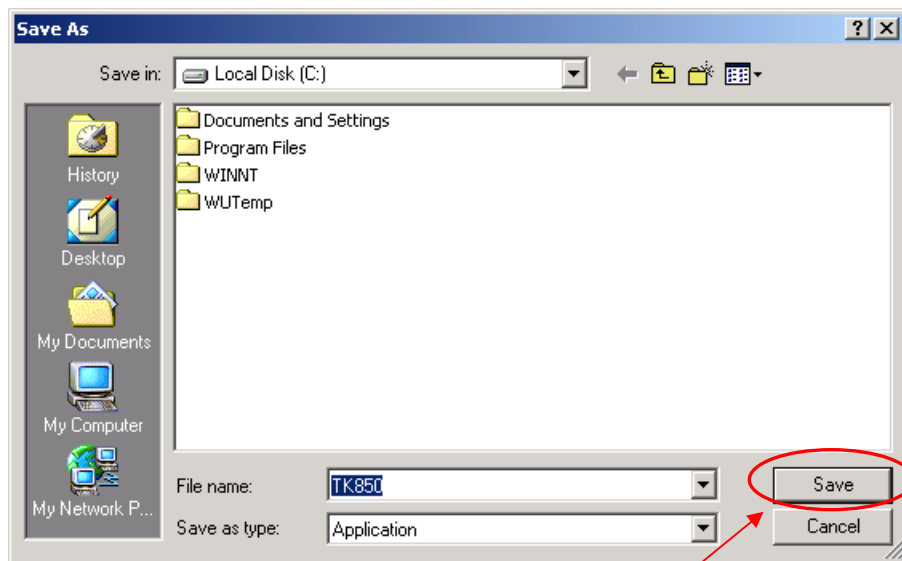 Save As
Save in: Local Disk (C:)
History
Desktop
My Documents
My Computer
My Network P...
Documents and Settings
Program Files
WINNT
WUTemp
File name: TK850
Save
Save as type: Application
Cancel